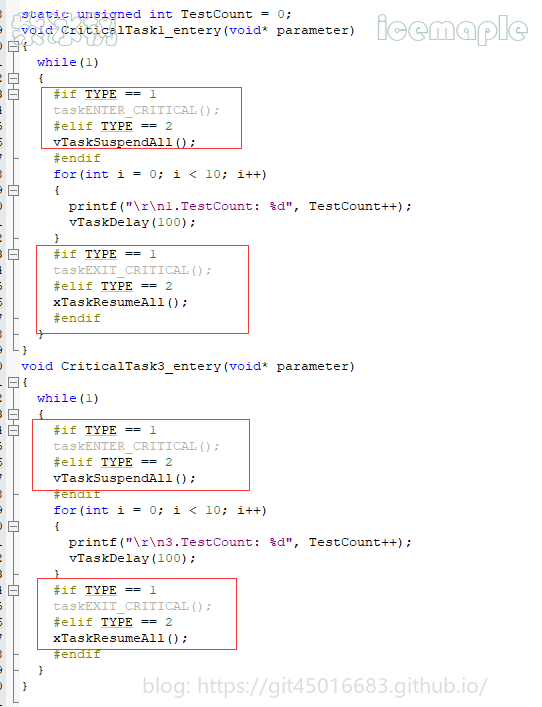 static unsigned int TestCount = 0;
icemaple
void CriticalTask1_entery(void* parameter)
{
while(1)
{
#if TYPE == 1
taskENTER_CRITICAL();
#elif TYPE == 2
vTaskSuspendAll();
#endif
for(int i = 0; i < 10; i++)
{
printf("\r\n1.TestCount: %d", TestCount++);
vTaskDelay(100);
}
#if TYPE == 1
taskEXIT_CRITICAL();
#elif TYPE == 2
xTaskResumeAll();
#endif
}
}
void CriticalTask3_entery(void* parameter)
{
while(1)
{
#if TYPE == 1
taskENTER_CRITICAL();
#elif TYPE == 2
vTaskSuspendAll();
#endif
for(int i = 0; i < 10; i++)
{
printf("\r\n3.TestCount: %d", TestCount++);
vTaskDelay(100);
}
#if TYPE == 1
taskEXIT_CRITICAL();
#elif TYPE == 2
xTaskResumeAll();
#endif
}
}
blog: https://git45016683.github.io/